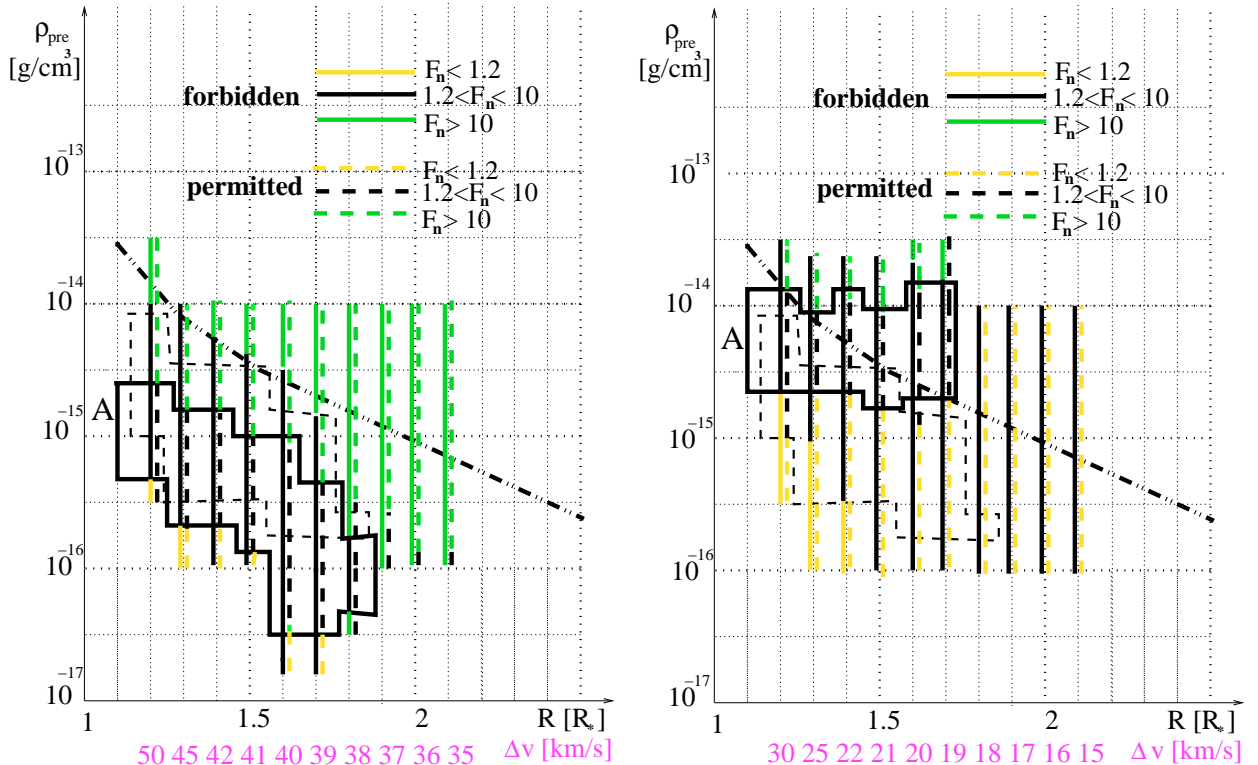 ρpre
[g/cm³]
Fn < 1.2
forbidden
1.2<Fn< 10
Fn> 10
10⁻¹³
Fn< 1.2
permitted
1.2<Fn< 10
Fn> 10
10⁻¹⁴
A
10⁻¹⁵
10⁻¹⁶
10⁻¹⁷
1
1.5
2
R [R*]
50 45 42 41 40 39 38 37 36 35 Δv [km/s]
ρpre
[g/cm³]
Fn< 1.2
forbidden
1.2<Fn< 10
Fn> 10
10⁻¹³
Fn< 1.2
permitted
1.2<Fn< 10
Fn> 10
10⁻¹⁴
A
10⁻¹⁵
10⁻¹⁶
10⁻¹⁷
1
1.5
2
R [R*]
30 25 22 21 20 19 18 17 16 15 Δv [km/s]